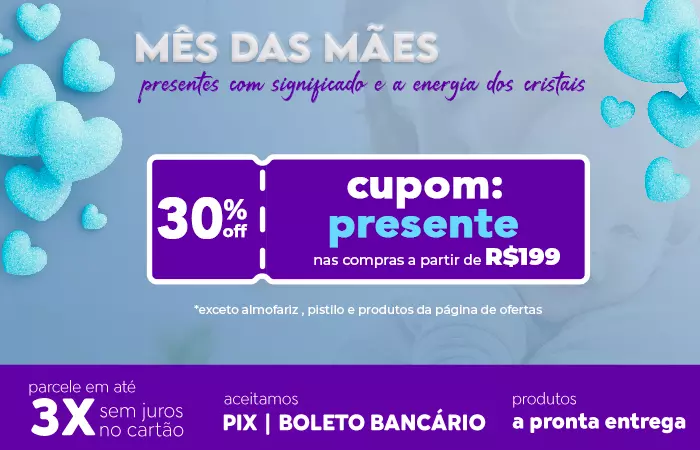 MÊS DAS MÃES
presentes com significado e a energia dos cristais
30% off
cupom:
presente
nas compras a partir de R$199
*exceto almofariz , pistilo e produtos da página de ofertas
parcele em até
3X sem juros no cartão
aceitamos
PIX | BOLETO BANCÁRIO
produtos
a pronta entrega